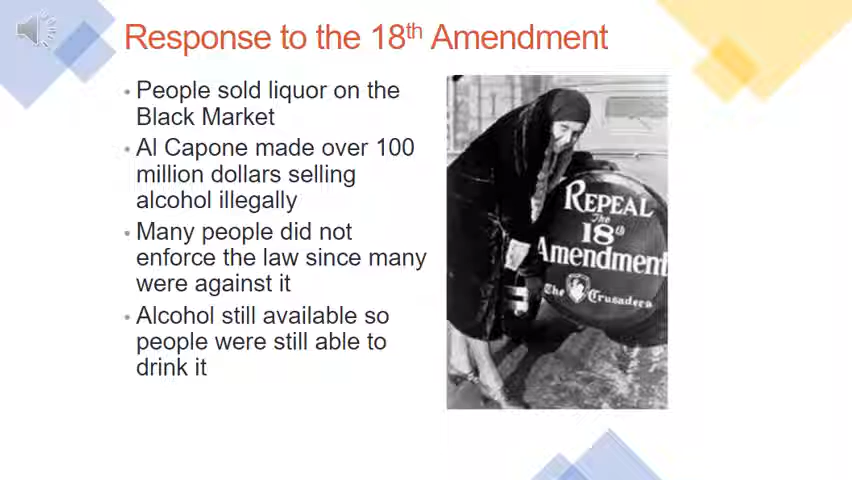 Response to the 18th Amendment
• People sold liquor on the
Black Market
• Al Capone made over 100
million dollars selling
alcohol illegally
• Many people did not
enforce the law since many
were against it
• Alcohol still available so
people were still able to
drink it
REPEAL
The
18th
Amendment
The Crusaders